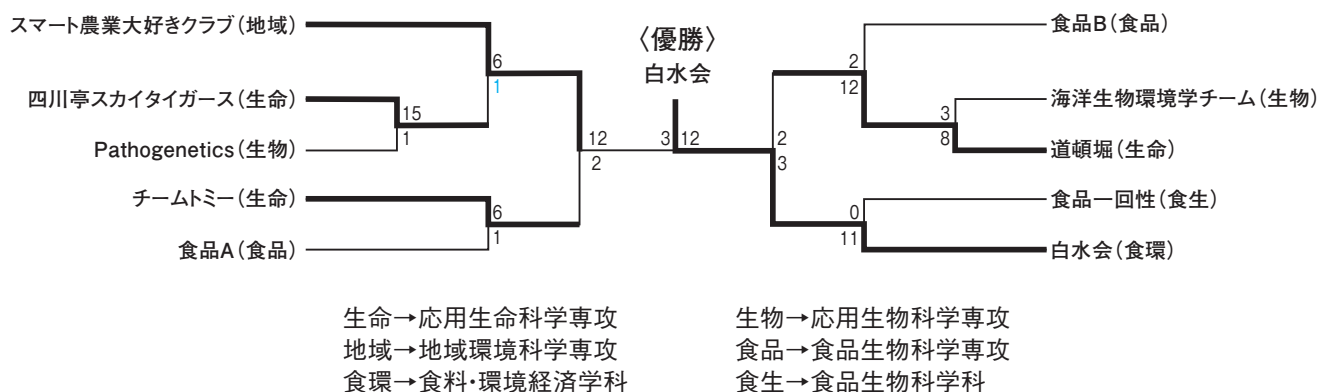 スマート農業大好きクラブ（地域）
四川亭スカイタイガース（生命）
Pathogenetics（生物）
チームトミー（生命）
食品A（食品）
6
1
15
1
6
1
12
2
〈優勝〉
白水会
3 12
2
3
2
12
3
8
0
11
食品B（食品）
海洋生物環境学チーム（生物）
道頓堀（生命）
食品一回性（食生）
白水会（食環）
生命→応用生命科学専攻
地域→地域環境科学専攻
食環→食料・環境経済学科
生物→応用生物科学専攻
食品→食品生物科学専攻
食生→食品生物科学科